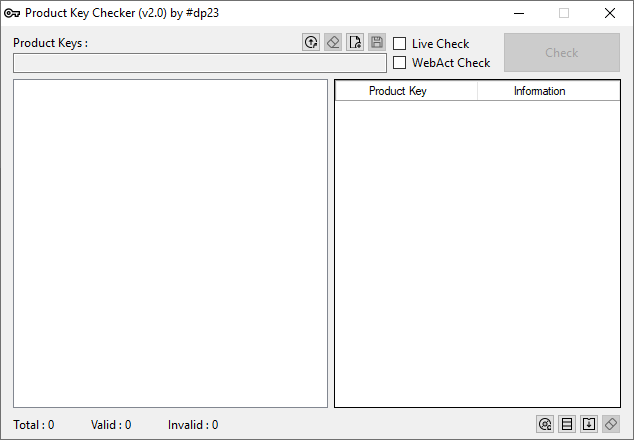 Product Key Checker (v2.0) by #dp23
Product Keys :
Live Check
WebAct Check
Check
Product Key Information
Total : 0 Valid : 0 Invalid : 0